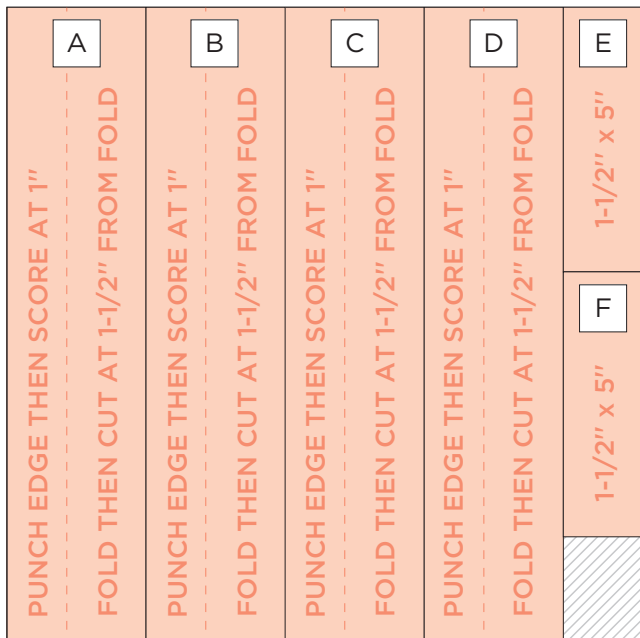 A
PUNCH EDGE THEN SCORE AT 1"
FOLD THEN CUT AT 1-1/2" FROM FOLD
B
PUNCH EDGE THEN SCORE AT 1"
FOLD THEN CUT AT 1-1/2" FROM FOLD
C
PUNCH EDGE THEN SCORE AT 1"
FOLD THEN CUT AT 1-1/2" FROM FOLD
D
PUNCH EDGE THEN SCORE AT 1"
FOLD THEN CUT AT 1-1/2" FROM FOLD
E
1-1/2" x 5"
F
1-1/2" x 5"